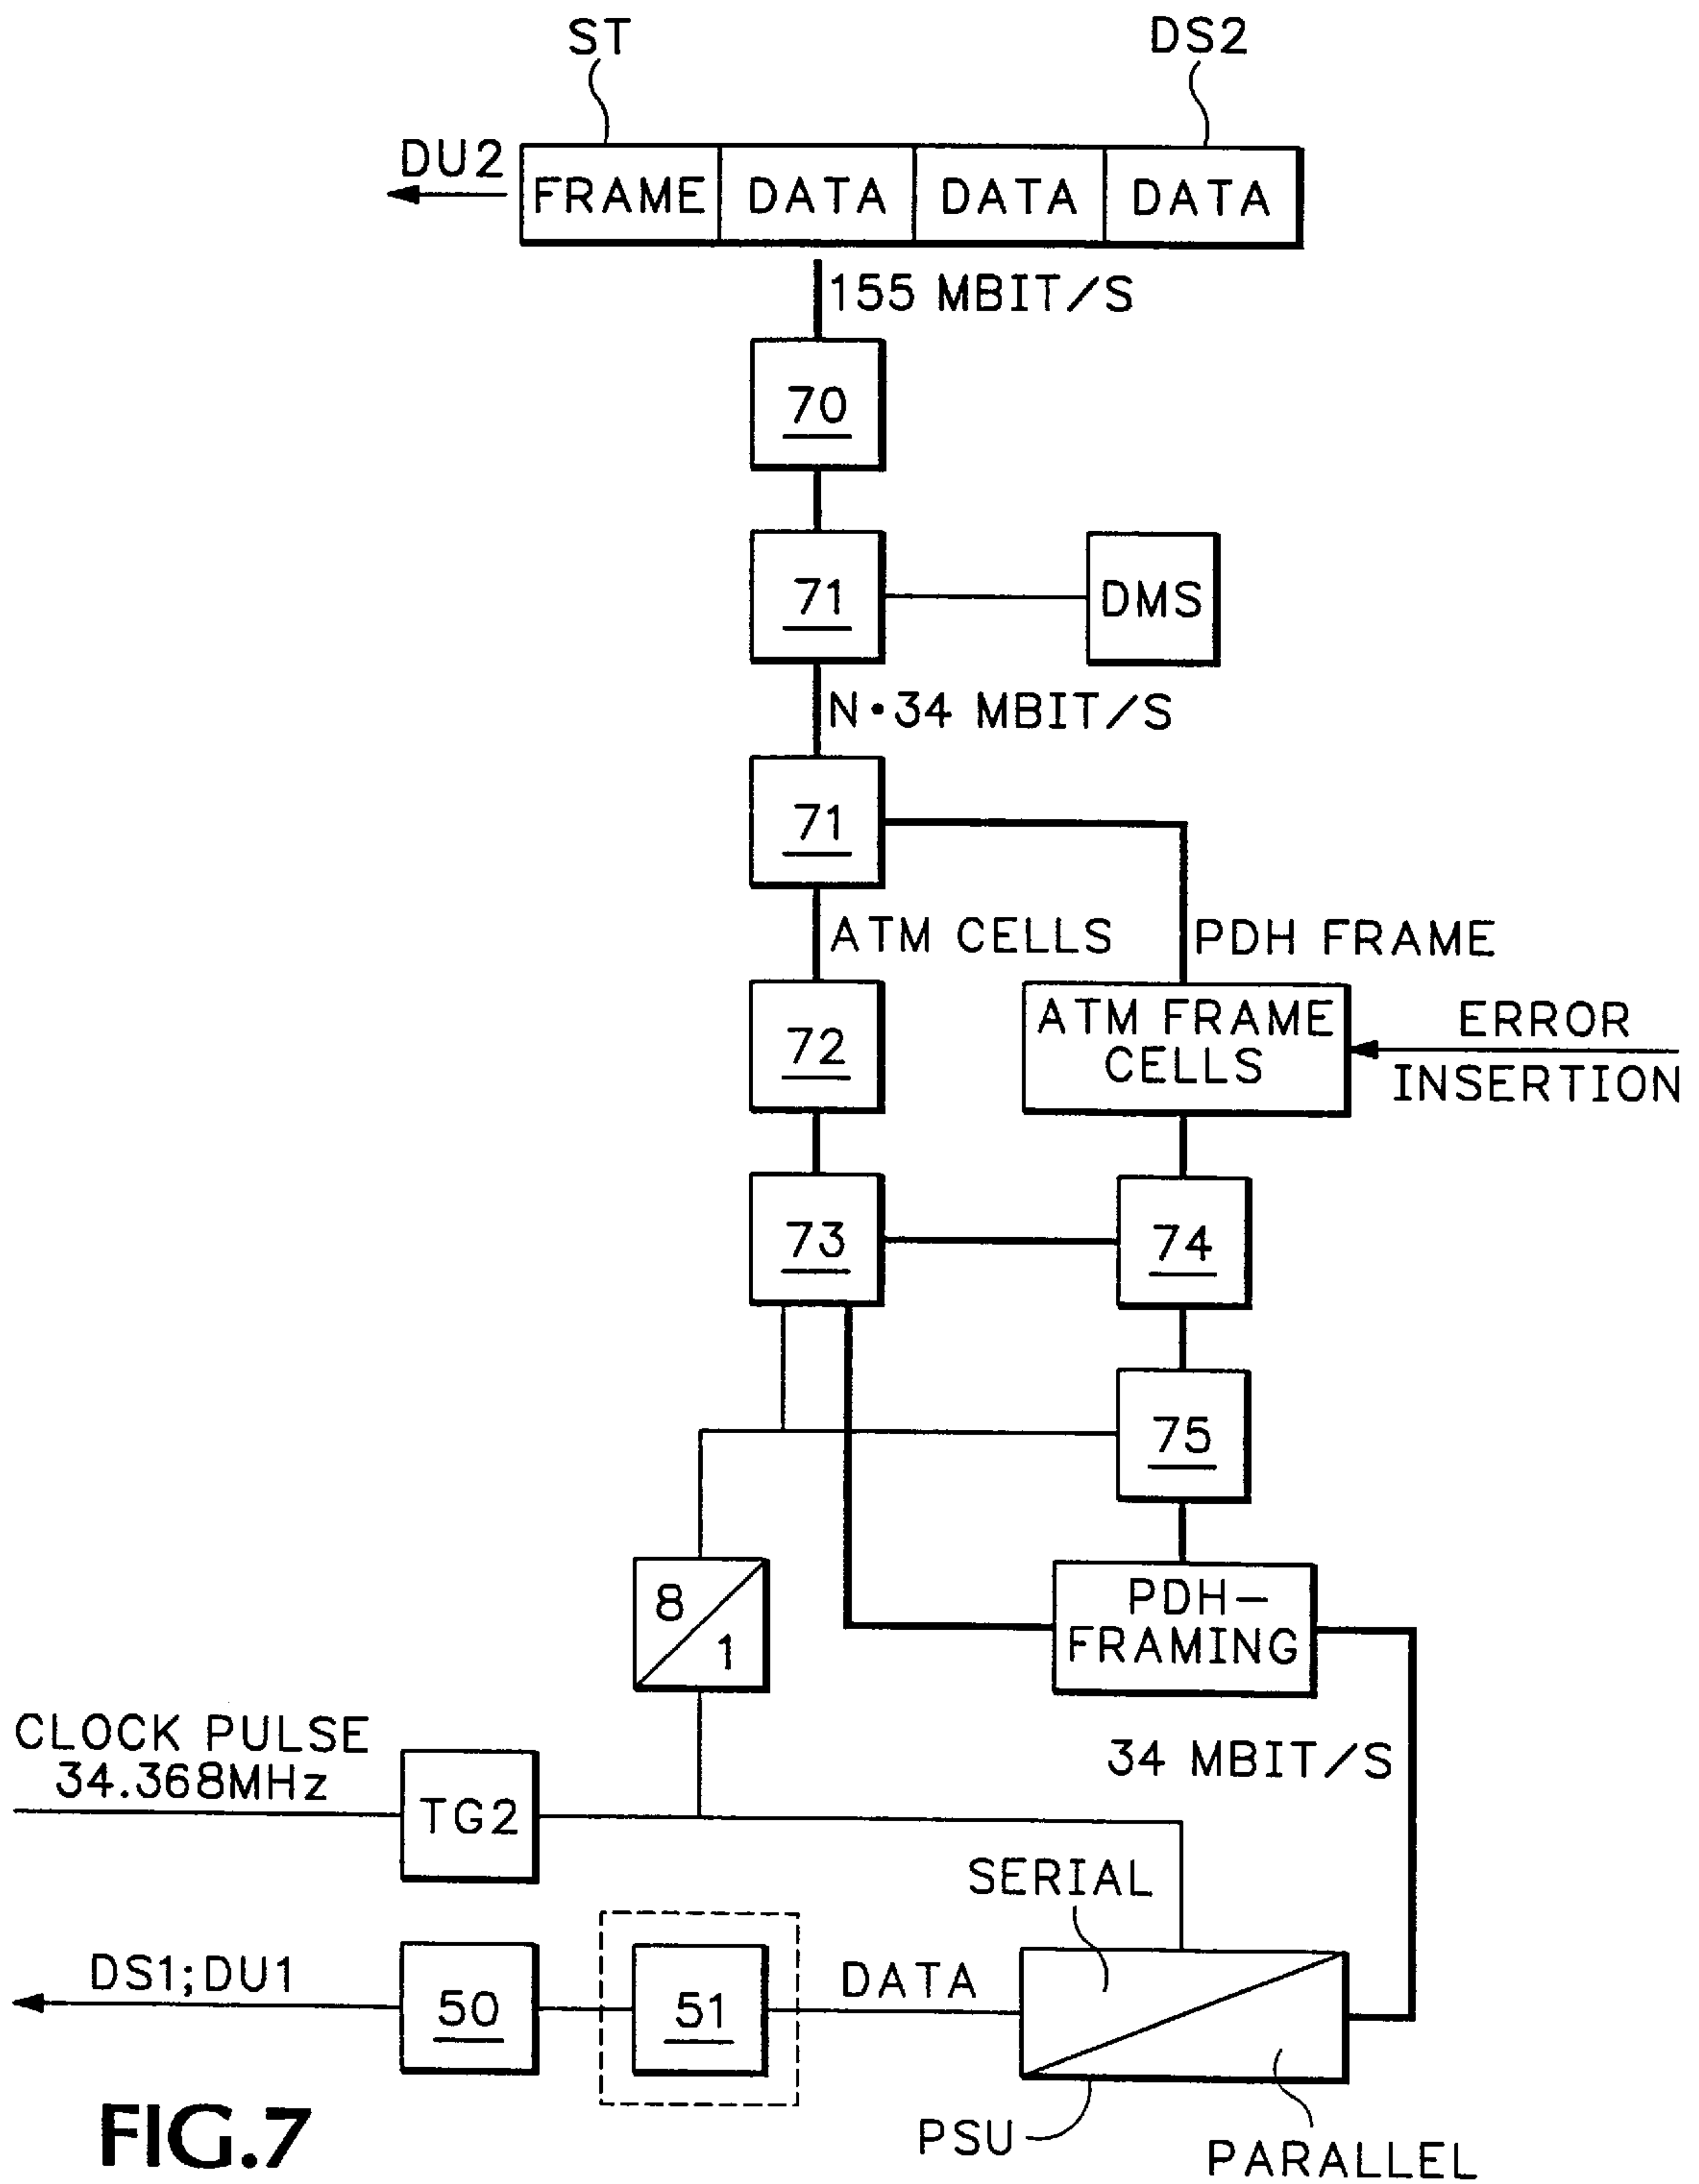 ST
DS2
DU2
FRAME DATA DATA DATA
155 MBIT/S
70
71
DMS
N•34 MBIT/S
71
ATM CELLS
PDH FRAME
72
ATM FRAME
CELLS
ERROR
INSERTION
73
74
75
8
1
PDH–
FRAMING
CLOCK PULSE
34.368MHz
TG2
34 MBIT/S
SERIAL
DS1;DU1
50
51
DATA
PSU
PARALLEL
FIG.7